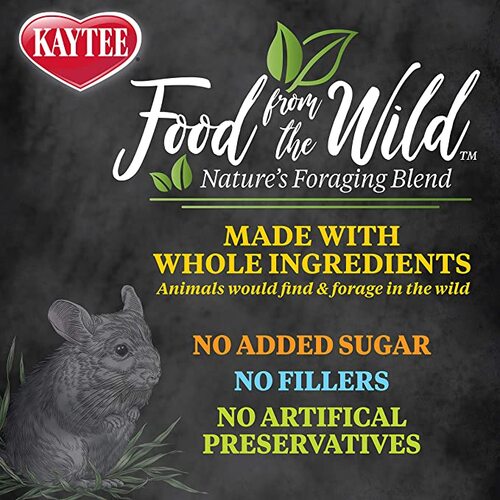 KAYTEE
Food from the Wild™
Nature's Foraging Blend
MADE WITH
WHOLE INGREDIENTS
Animals would find & forage in the wild
NO ADDED SUGAR
NO FILLERS
NO ARTIFICAL
PRESERVATIVES